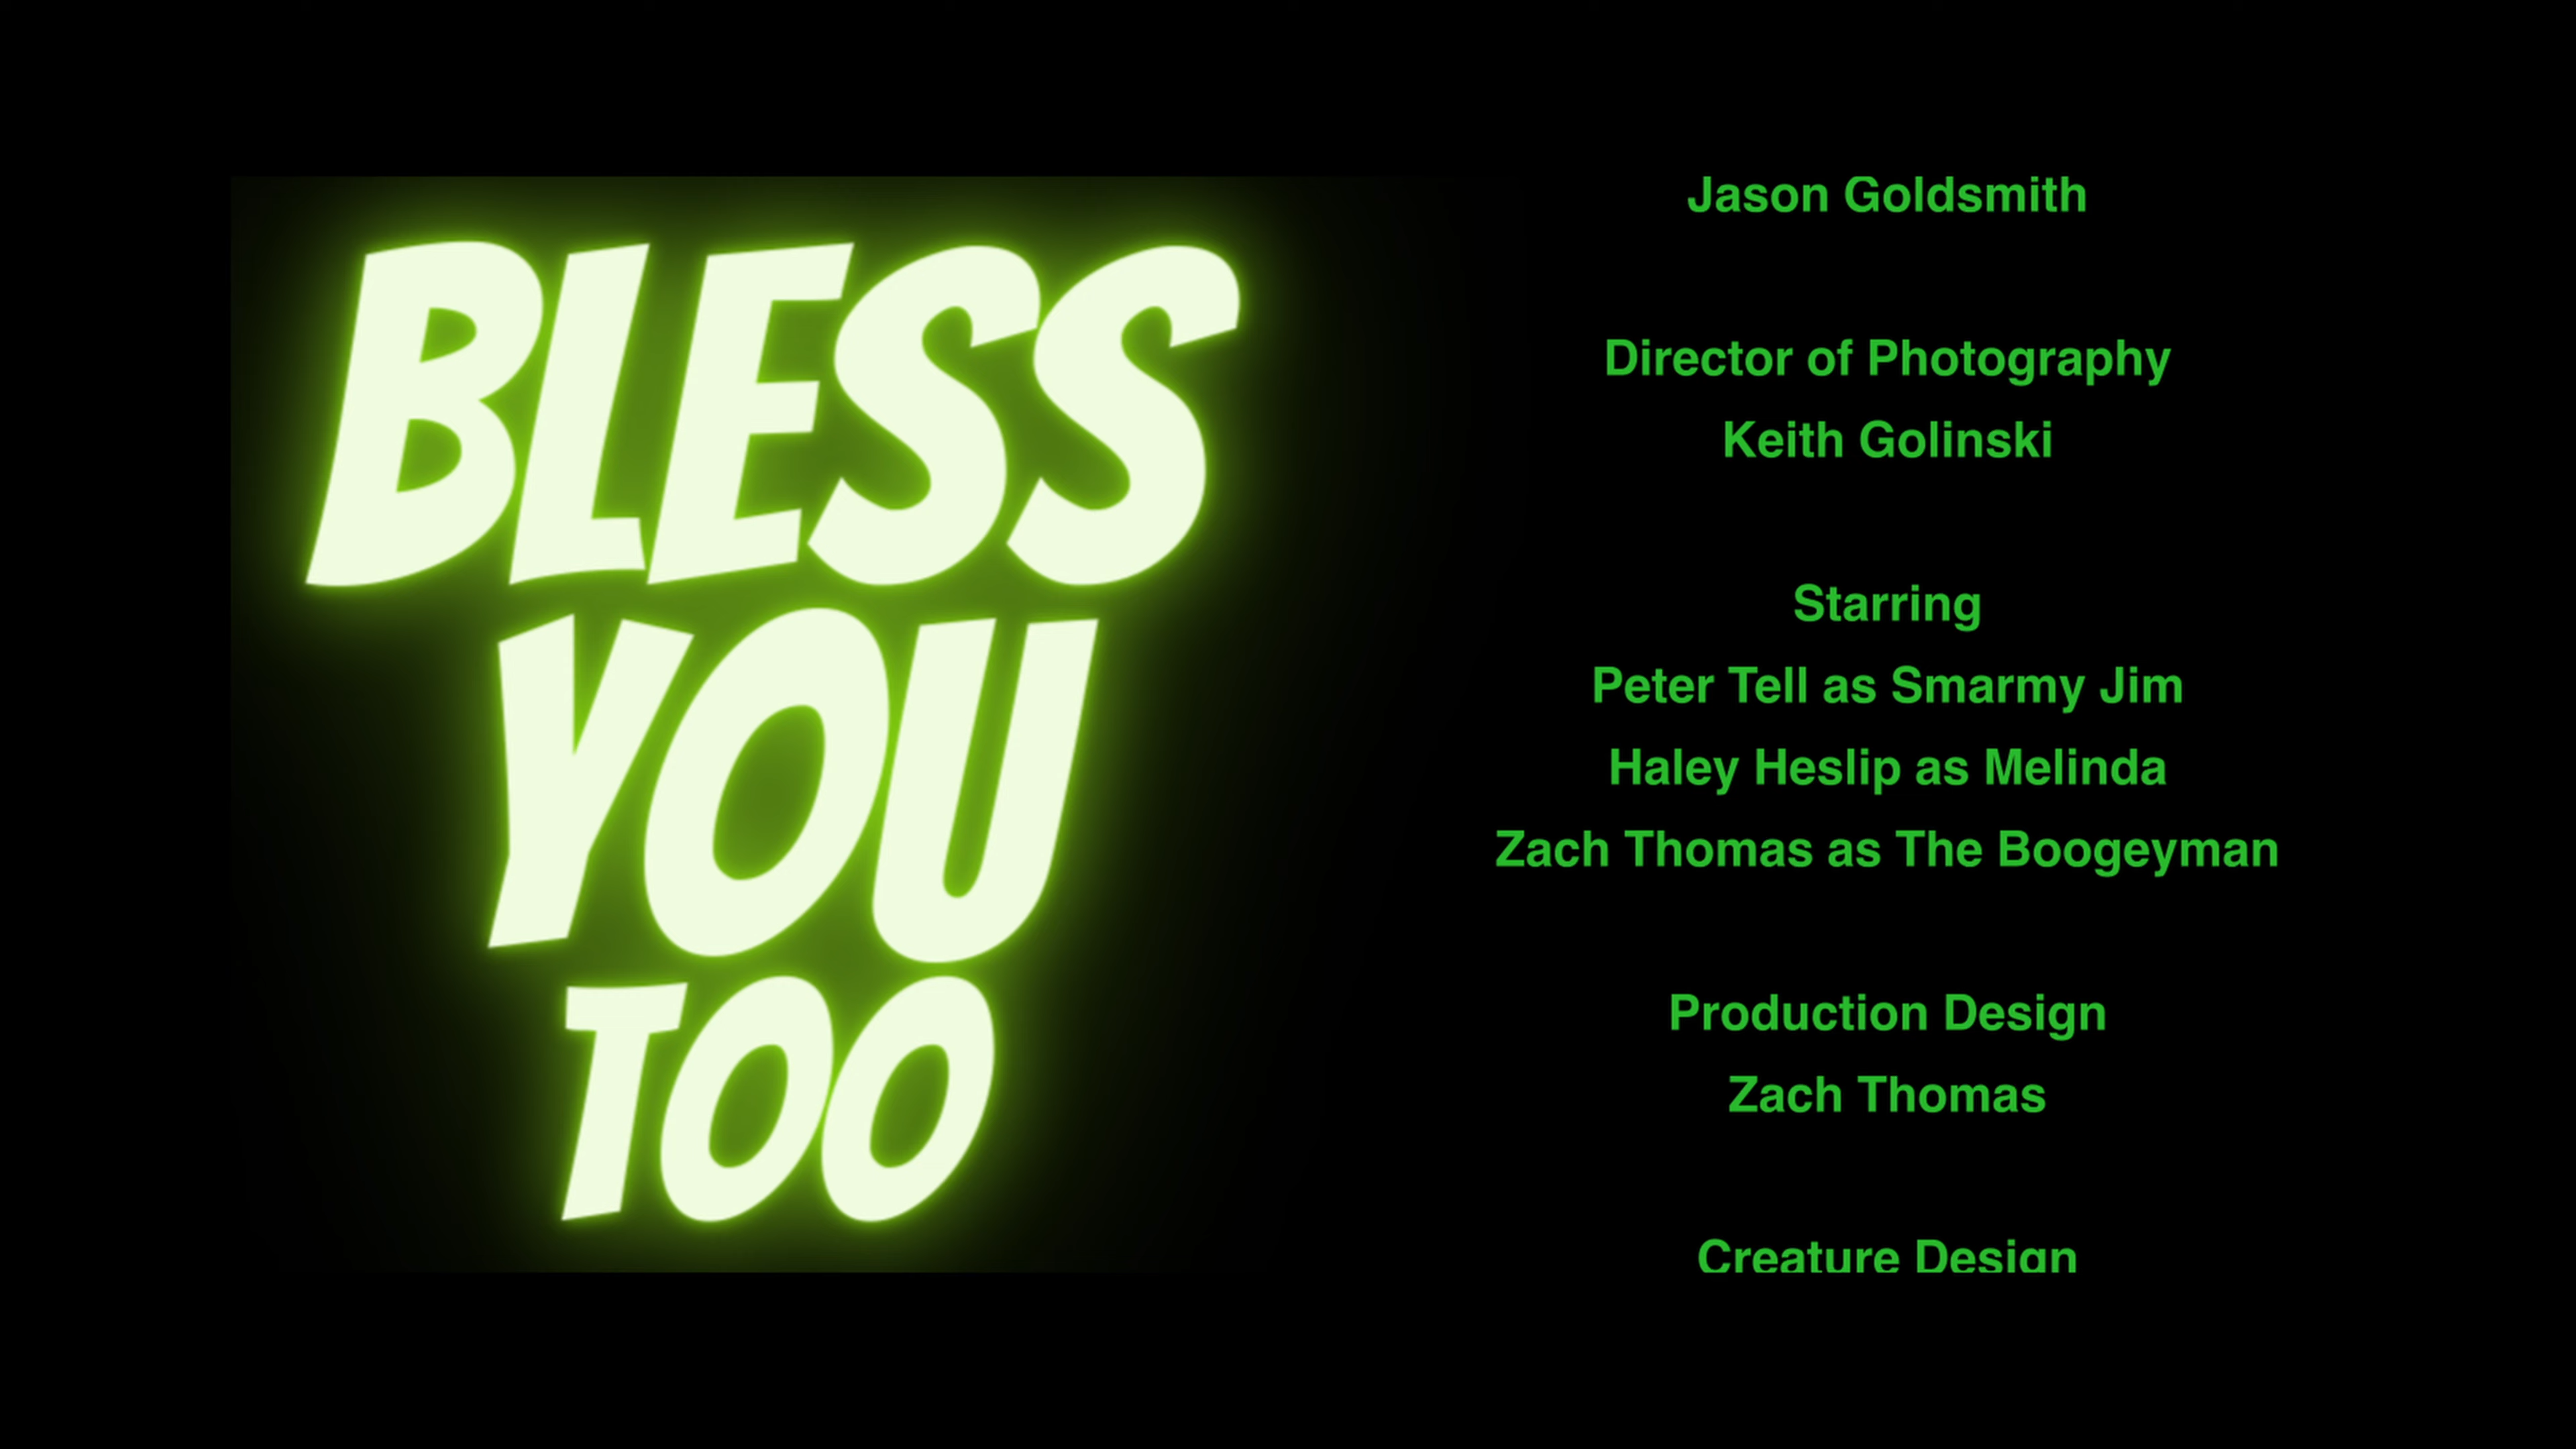 BLESS
YOU
TOO
Jason Goldsmith
Director of Photography
Keith Golinski
Starring
Peter Tell as Smarmy Jim
Haley Heslip as Melinda
Zach Thomas as The Boogeyman
Production Design
Zach Thomas
Creature Design